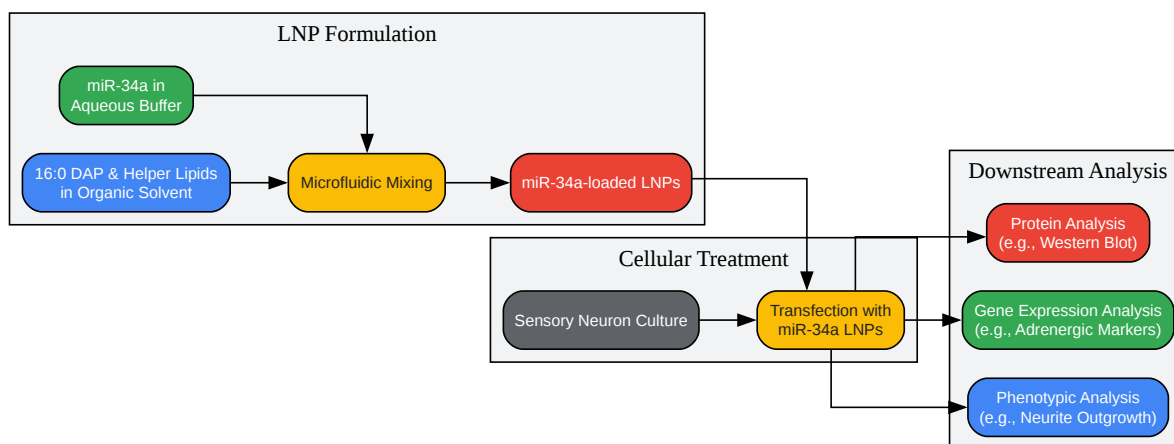 LNP Formulation
miR-34a in
Aqueous Buffer
16:0 DAP & Helper Lipids
in Organic Solvent
Microfluidic Mixing
miR-34a-loaded LNPs
Cellular Treatment
Sensory Neuron Culture
Transfection with
miR-34a LNPs
Downstream Analysis
Protein Analysis
(e.g., Western Blot)
Gene Expression Analysis
(e.g., Adrenergic Markers)
Phenotypic Analysis
(e.g., Neurite Outgrowth)